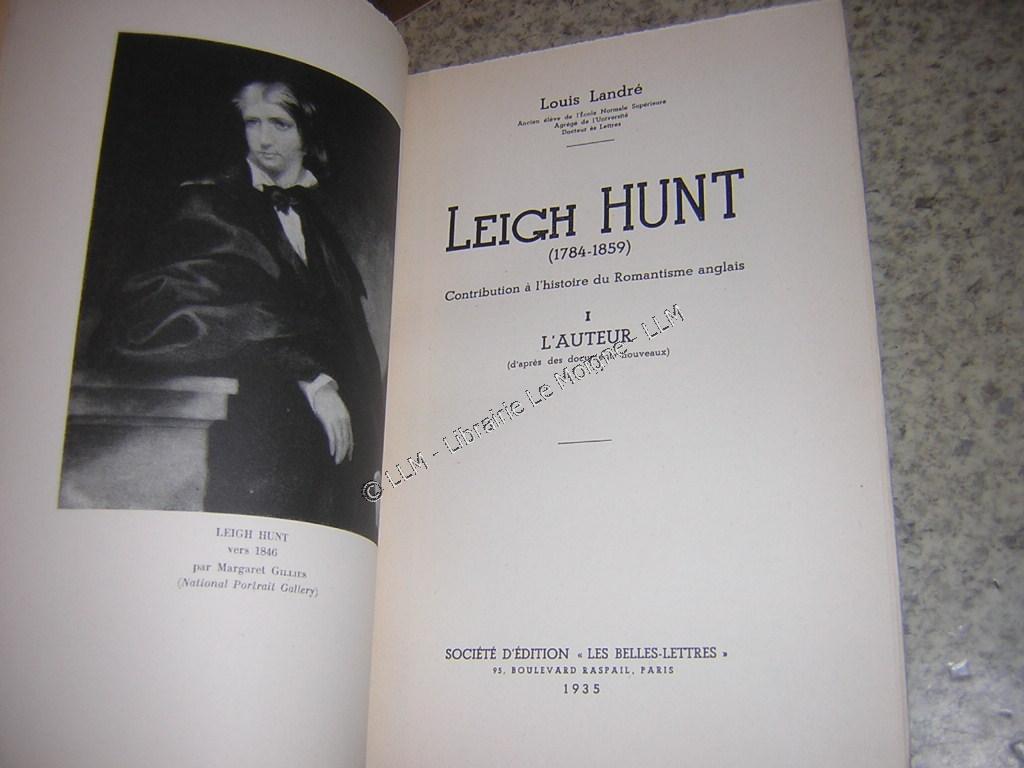 LEIGH HUNT
vers 1846
par Margaret GILLIES
(National Portrait Gallery)
Louis Landré
Ancien élève de l'École Normale Supérieure
Agrégé de l'Université
Docteur ès Lettres
LEIGH HUNT
(1784-1859)
Contribution à l'histoire du Romantisme anglais
I
L'AUTEUR
(d'après des documents nouveaux)
© LLM - Librairie Le Moigne - LLM
SOCIÉTÉ D'ÉDITION « LES BELLES-LETTRES »
95, BOULEVARD RASPAIL, PARIS
1935